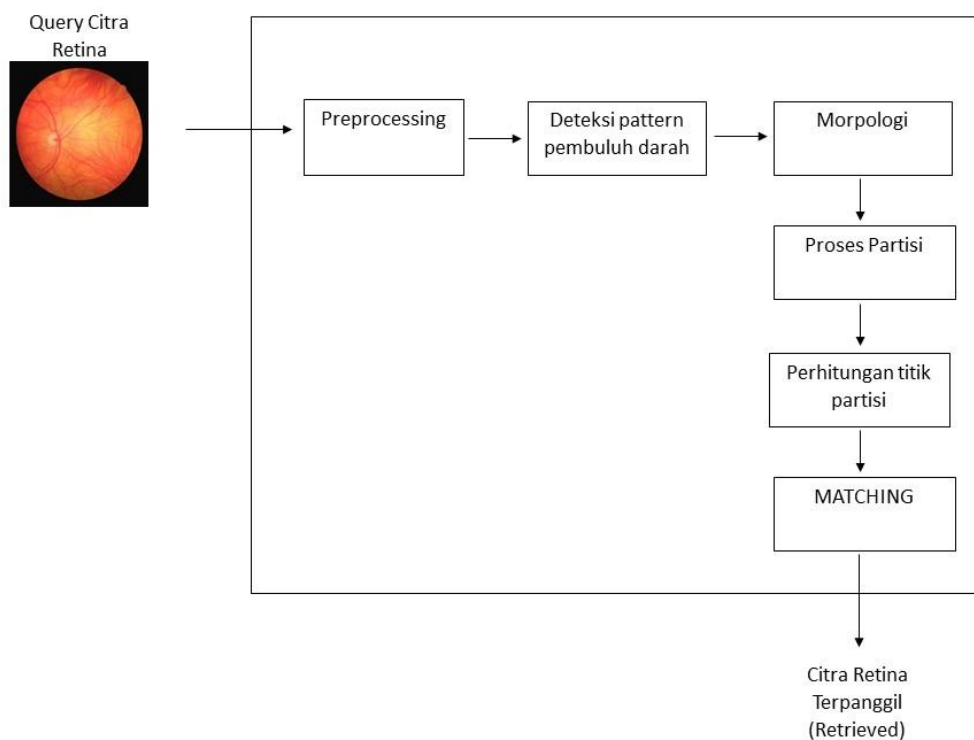 Query Citra
Retina
Preprocessing
Deteksi pattern
pembuluh darah
Morpologi
Proses Partisi
Perhitungan titik
partisi
MATCHING
Citra Retina
Terpanggil
(Retrieved)